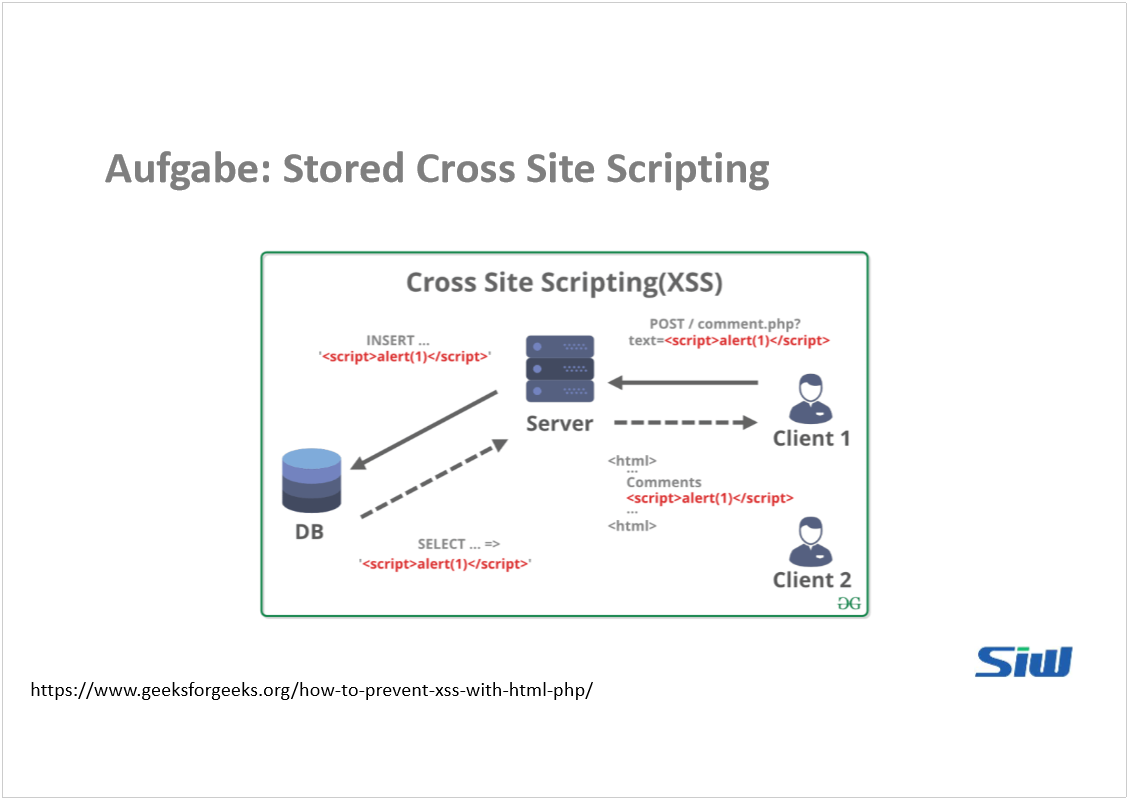 Aufgabe: Stored Cross Site Scripting
Cross Site Scripting(XSS)
POST / comment.php?
text=<script>alert(1)</script>
INSERT ...
'<script>alert(1)</script>'
Server
Client 1
<html>
...
Comments
<script>alert(1)</script>
...
<html>
DB
SELECT ... =>
'<script>alert(1)</script>'
Client 2
GG
SiW
https://www.geeksforgeeks.org/how-to-prevent-xss-with-html-php/